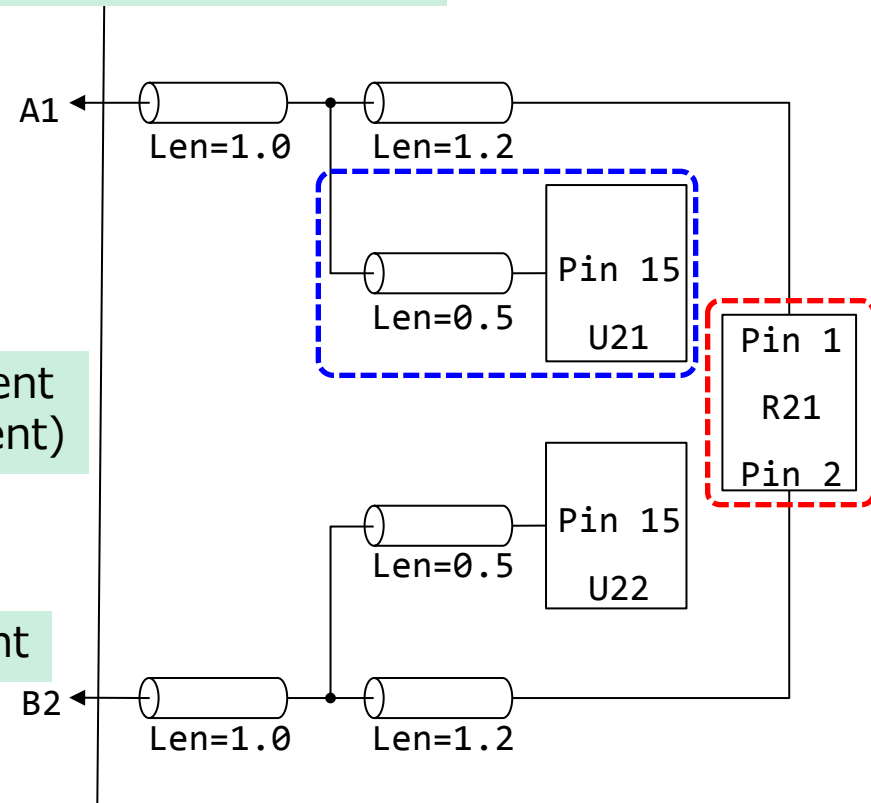 A1
Len=1.0
Len=1.2
Pin 15
Len=0.5
U21
Pin 1
R21
Pin 2
ent
ent)
Pin 15
Len=0.5
U22
nt
B2
Len=1.0
Len=1.2